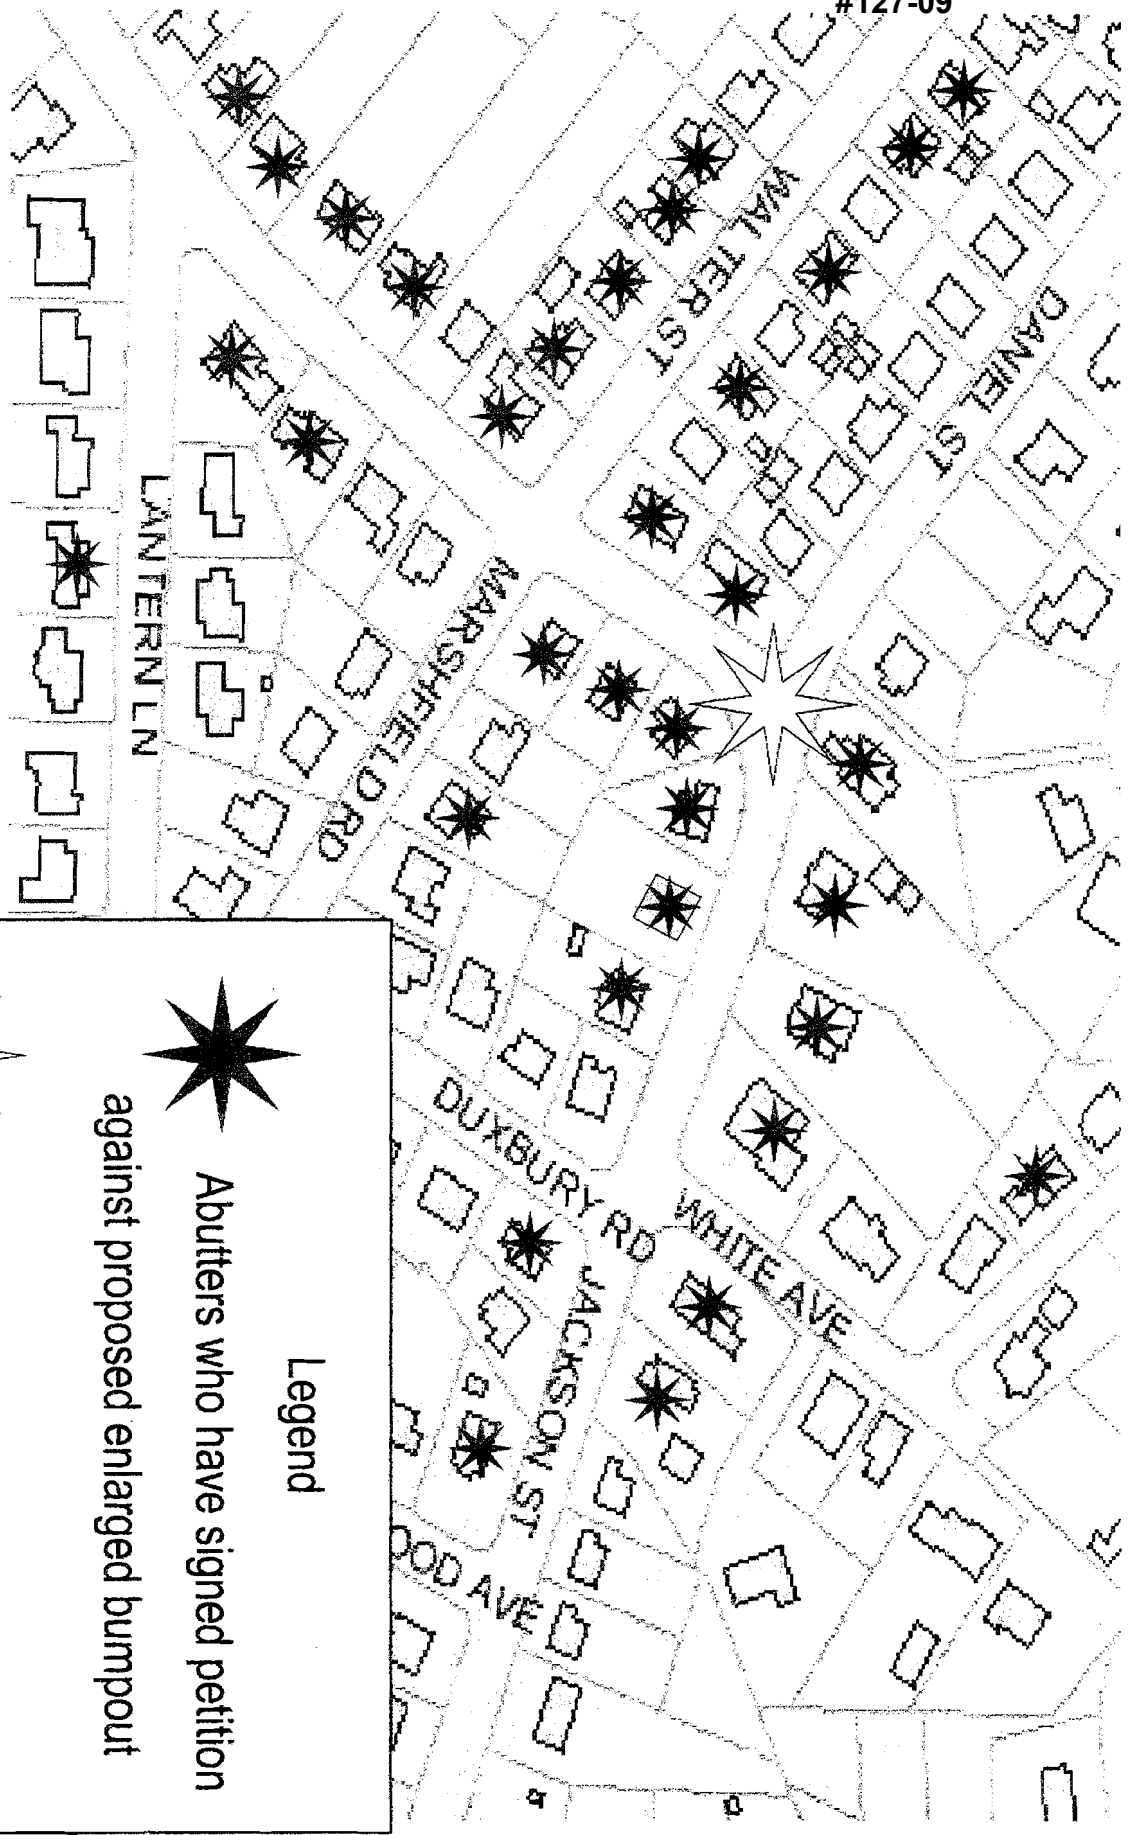 #127-09
WALTER ST
DANIEL ST
LANTERN LN
MARSHFIELD RD
DUXBURY RD
WHITE AVE
JACKSON ST
OOD AVE
Legend
Abutters who have signed petition
against proposed enlarged bumpout